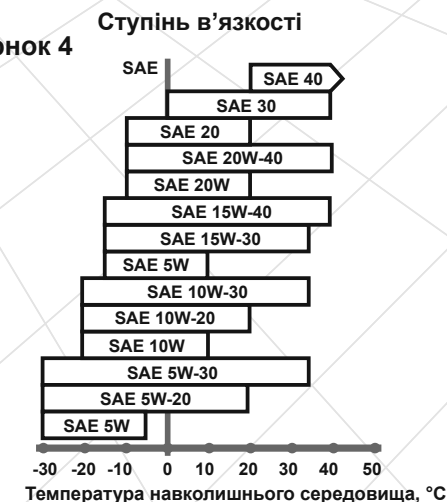 Ступінь в’язкості
нок 4
SAE
SAE 40
SAE 30
SAE 20
SAE 20W-40
SAE 20W
SAE 15W-40
SAE 15W-30
SAE 5W
SAE 10W-30
SAE 10W-20
SAE 10W
SAE 5W-30
SAE 5W-20
SAE 5W
-30 -20 -10 0 10 20 30 40 50
Температура навколишнього середовища, °С